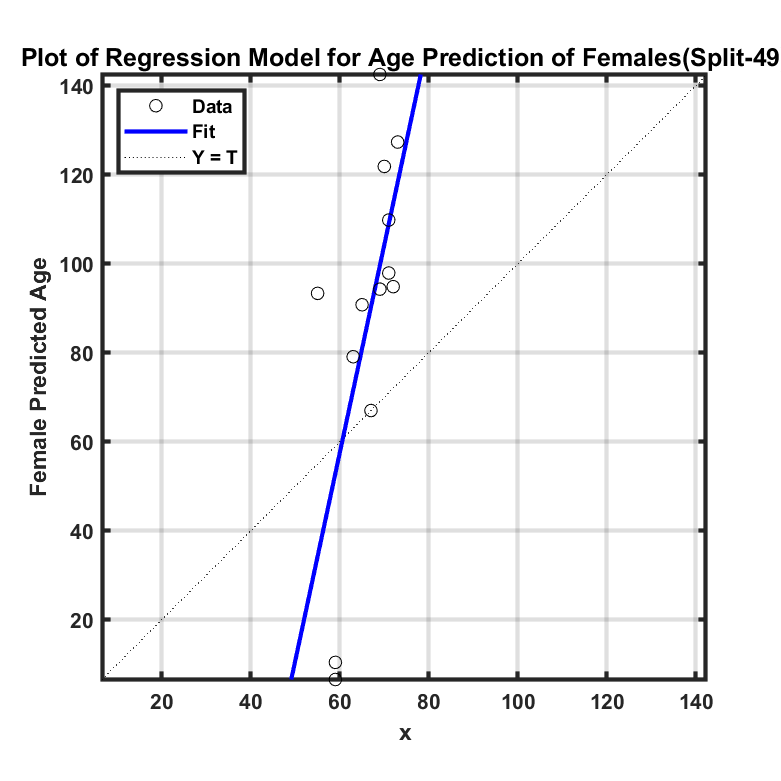 Plot of Regression Model for Age Prediction of Females(Split-49
Data
Fit
Y = T
140
120
100
80
60
40
20
Female Predicted Age
20 40 60 80 100 120 140
x